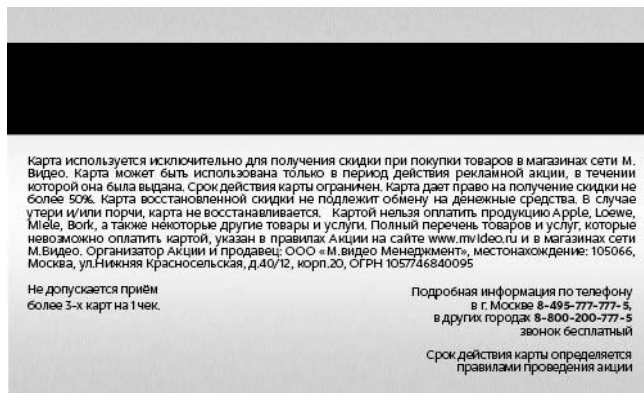 Карта используется исключительно для получения скидки при покупки товаров в магазинах сети М.
Видео. Карта может быть использована только в период действия рекламной акции, в течении
которой она была выдана. Срок действия карты ограничен. Карта дает право на получение скидки не
более 50%. Карта восстановленной скидки не подлежит обмену на денежные средства. В случае
утери и/или порчи, карта не восстанавливается. Картой нельзя оплатить продукцию Apple, Loewe,
Miele, Bork, а также некоторые другие товары и услуги. Полный перечень товаров и услуг, которые
невозможно оплатить картой, указан в правилах Акции на сайте www.mvideo.ru и в магазинах сети
М.Видео. Организатор Акции и продавец: ООО «М.видео Менеджмент», местонахождение: 105066,
Москва, ул.Нижняя Красносельская, д.40/12, корп.20, ОГРН 1057746840095
Не допускается приём
более 3-х карт на 1 чек.
Подробная информация по телефону
в г. Москве 8-495-777-777-5,
в других городах 8-800-200-777-5
звонок бесплатный
Срок действия карты определяется
правилами проведения акции